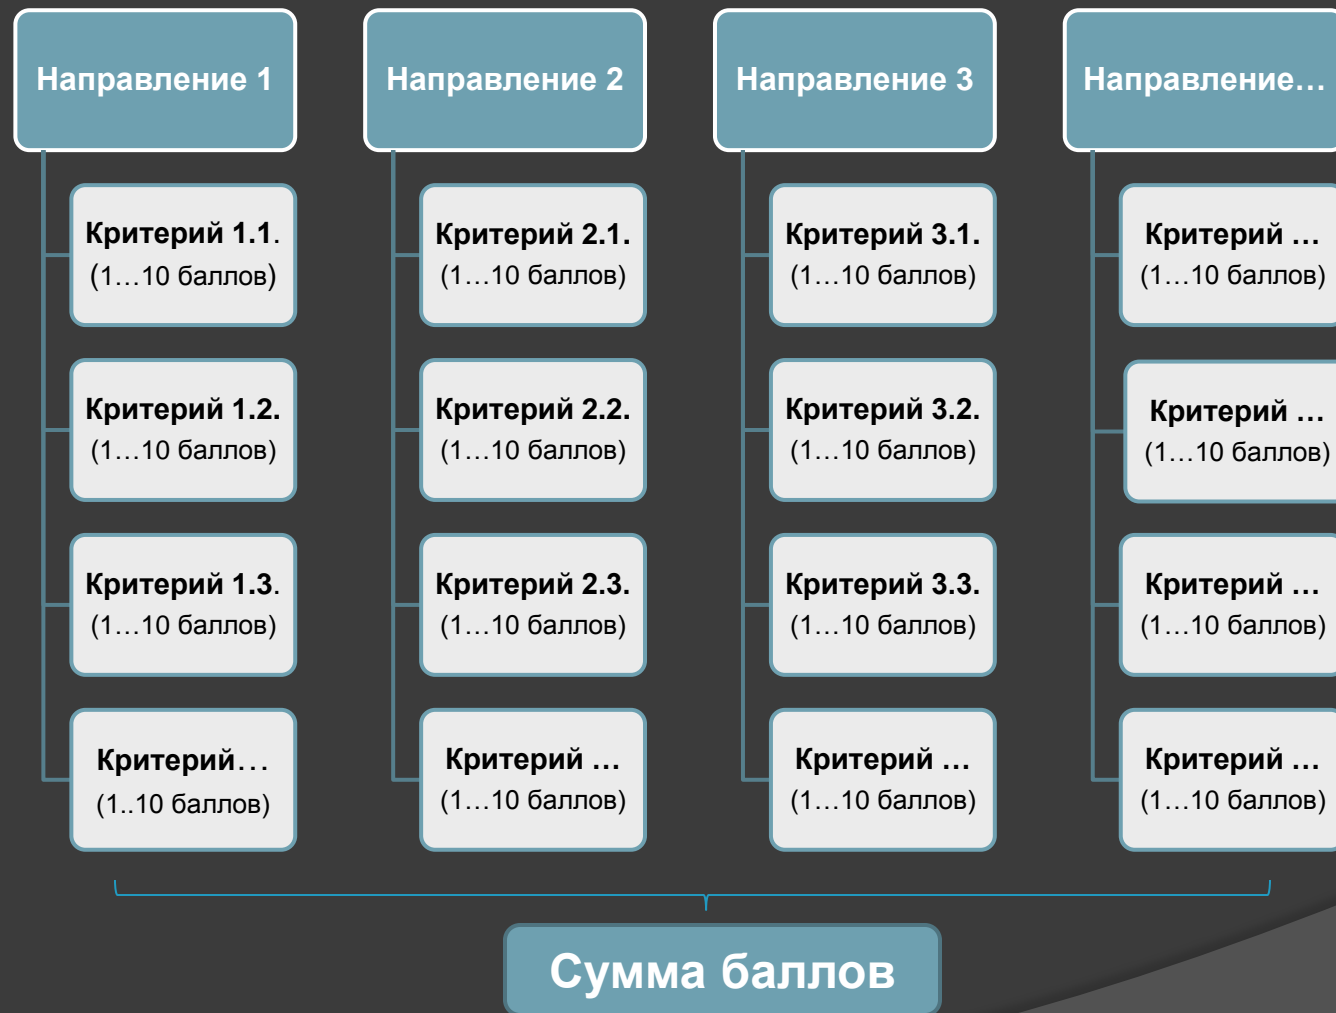 Направление 1
Критерий 1.1.
(1…10 баллов)
Критерий 1.2.
(1…10 баллов)
Критерий 1.3.
(1…10 баллов)
Критерий…
(1..10 баллов)
Направление 2
Критерий 2.1.
(1…10 баллов)
Критерий 2.2.
(1…10 баллов)
Критерий 2.3.
(1…10 баллов)
Критерий …
(1…10 баллов)
Направление 3
Критерий 3.1.
(1…10 баллов)
Критерий 3.2.
(1…10 баллов)
Критерий 3.3.
(1…10 баллов)
Критерий …
(1…10 баллов)
Направление…
Критерий …
(1…10 баллов)
Критерий …
(1…10 баллов)
Критерий …
(1…10 баллов)
Критерий …
(1…10 баллов)
Сумма баллов